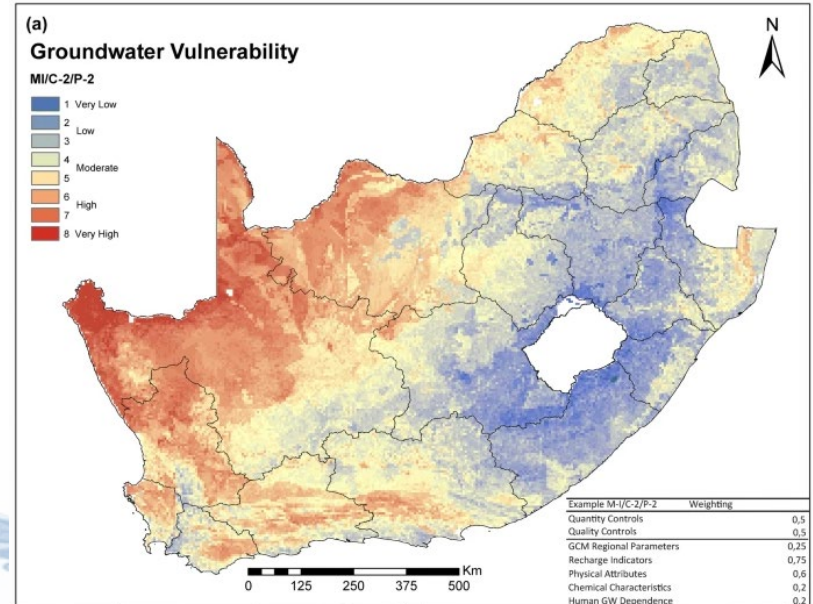 (a)
Groundwater Vulnerability
MI/C-2/P-2
1 Very Low
2
Low
3
4
Moderate
5
6
High
7
8 Very High
N
Km
0 125 250 375 500
Example M-I/C-2/P-2 Weighting
Quantity Controls 0,5
Quality Controls 0,5
GCM Regional Parameters 0,25
Recharge Indicators 0,75
Physical Attributes 0,6
Chemical Characteristics 0,2
Human GW Dependence 0,2